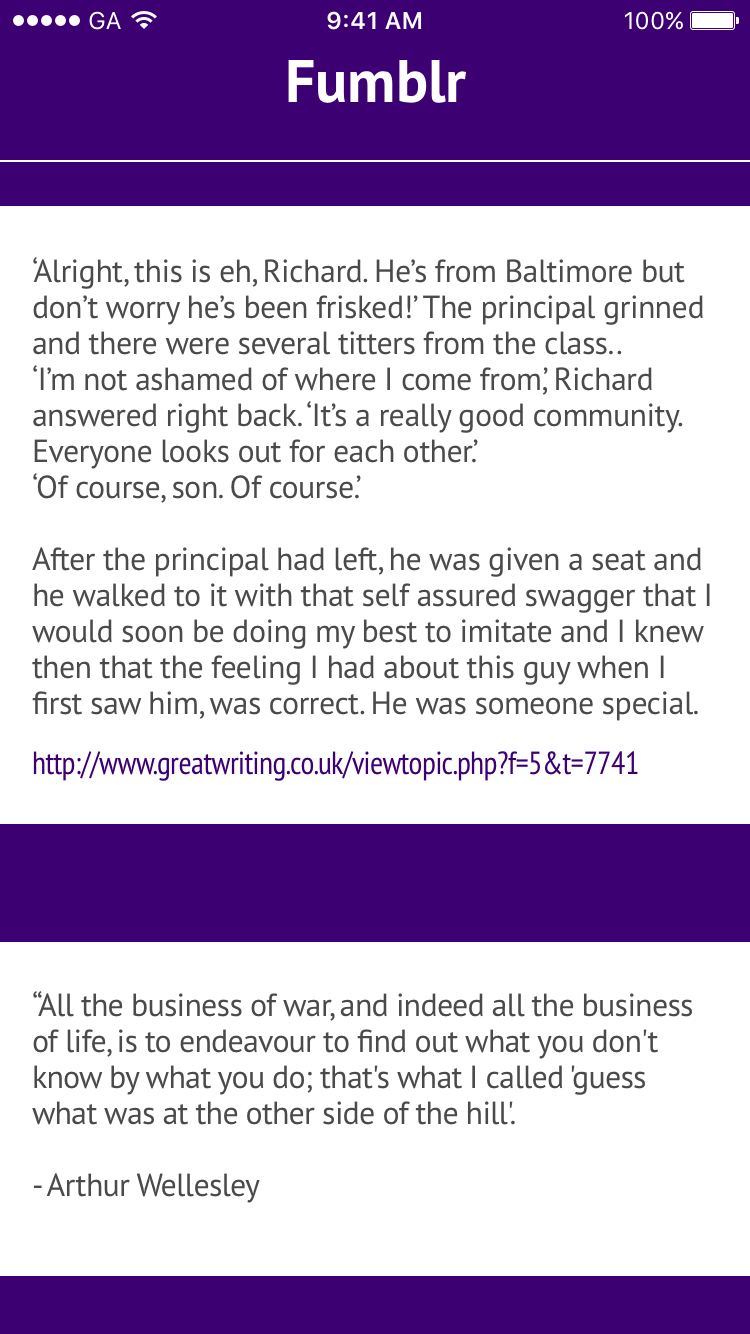 GA 9:41 AM 100%
Fumblr
‘Alright, this is eh, Richard. He’s from Baltimore but
don’t worry he’s been frisked!’ The principal grinned
and there were several titters from the class..
‘I’m not ashamed of where I come from,’ Richard
answered right back. ‘It’s a really good community.
Everyone looks out for each other.’
‘Of course, son. Of course.’
After the principal had left, he was given a seat and
he walked to it with that self assured swagger that I
would soon be doing my best to imitate and I knew
then that the feeling I had about this guy when I
first saw him, was correct. He was someone special.
http://www.greatwriting.co.uk/viewtopic.php?f=5&t=7741
“All the business of war, and indeed all the business
of life, is to endeavour to find out what you don't
know by what you do; that's what I called 'guess
what was at the other side of the hill'.
- Arthur Wellesley